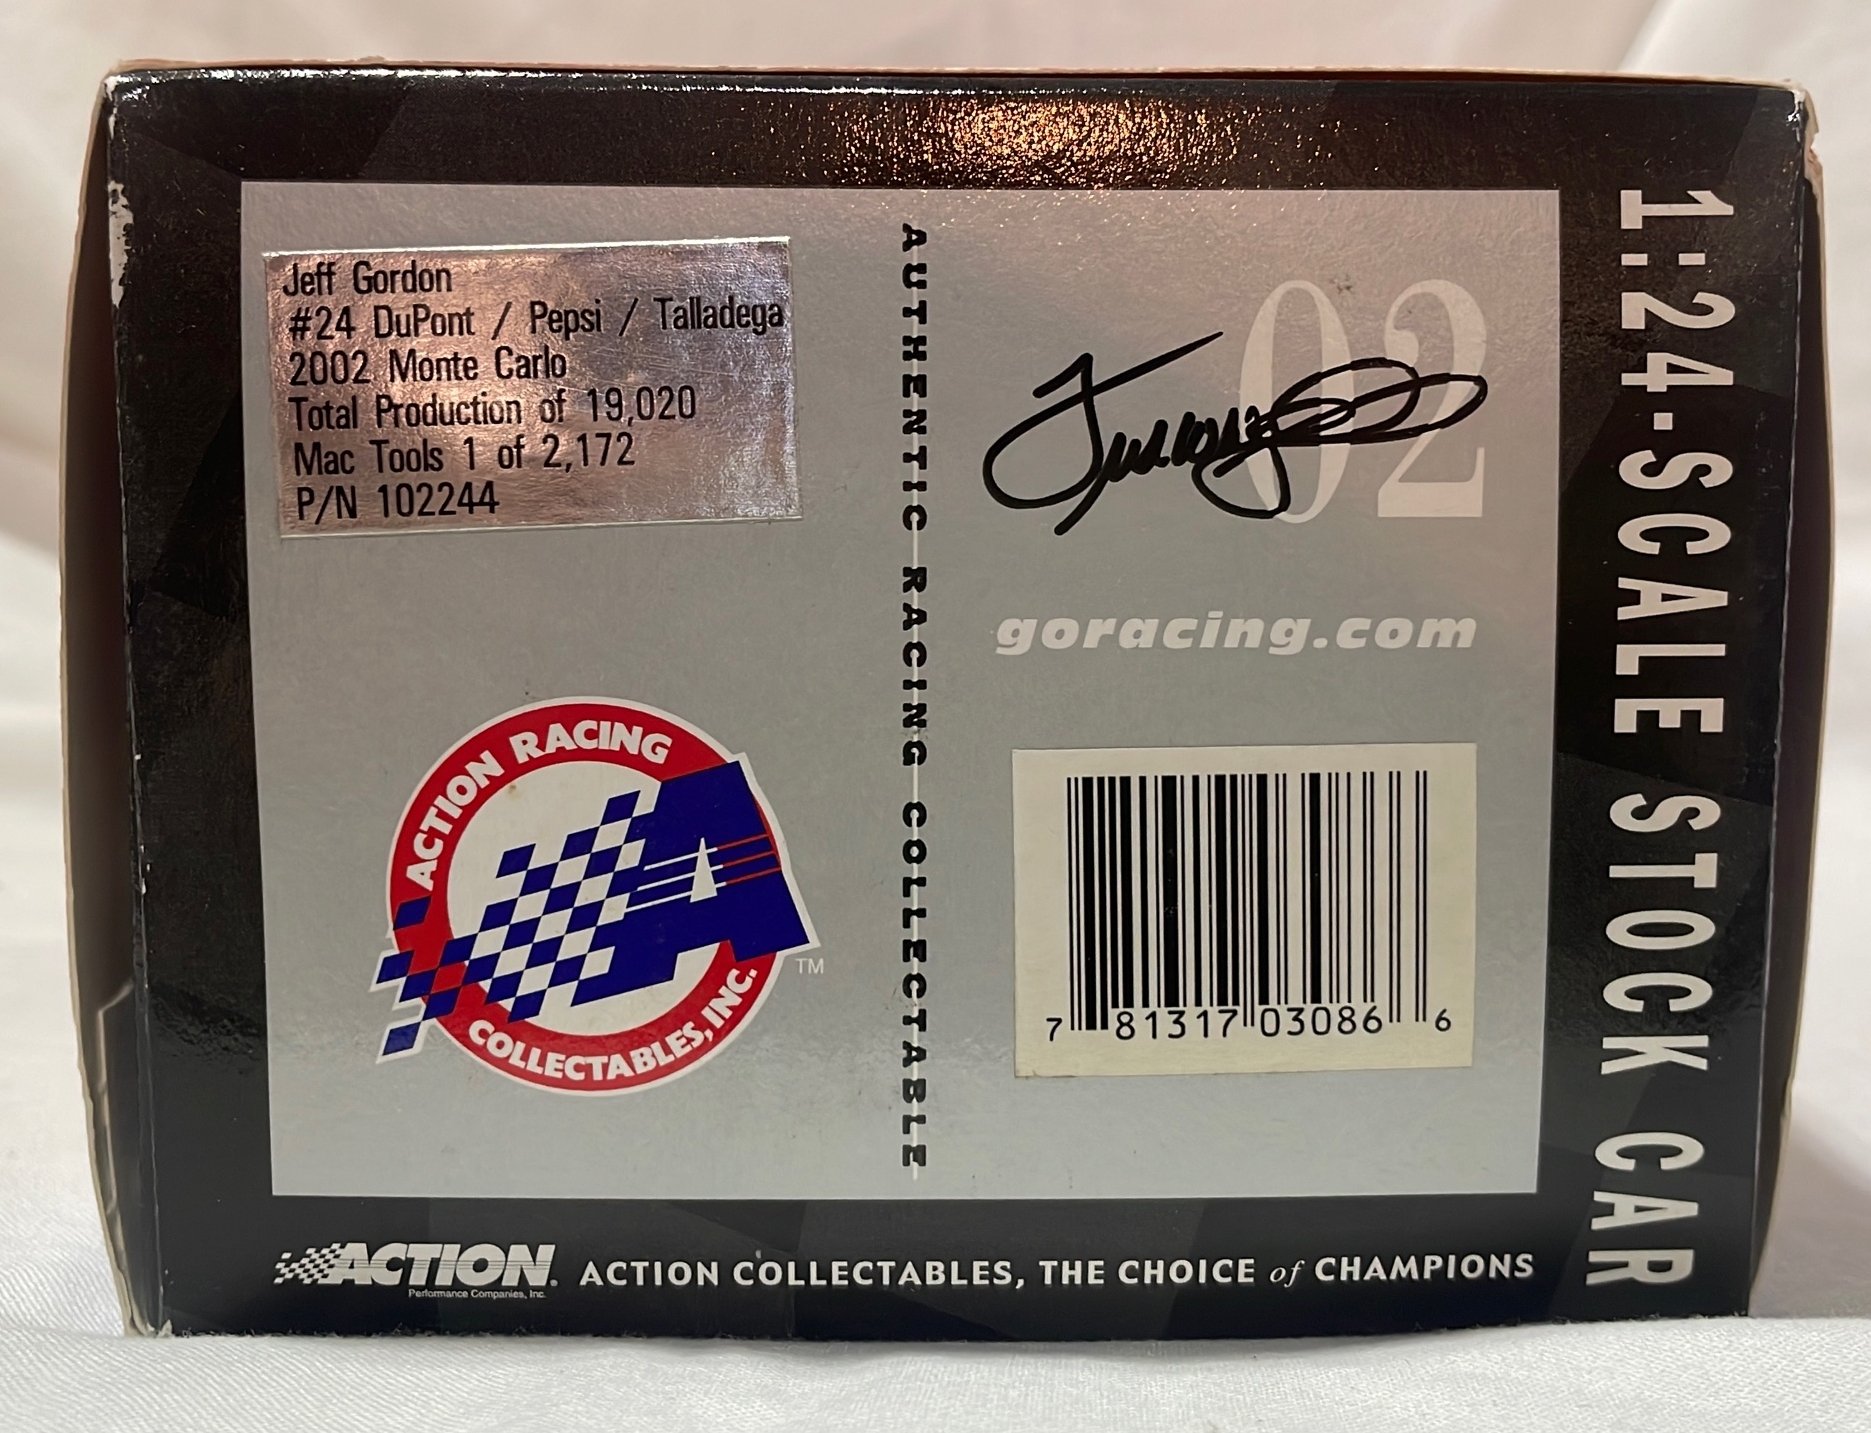 Jeff Gordon
#24 DuPont / Pepsi / Talladega
2002 Monte Carlo
Total Production of 19,020
Mac Tools 1 of 2,172
P/N 102244
ACTION RACING
COLLECTABLES, INC.
TM
AUTHENTIC RACING COLLECTABLE
02
goracing.com
7 81317 03086 6
1:24-SCALE STOCK CAR
ACTION
Performance Companies, Inc.
ACTION COLLECTABLES, THE CHOICE of CHAMPIONS